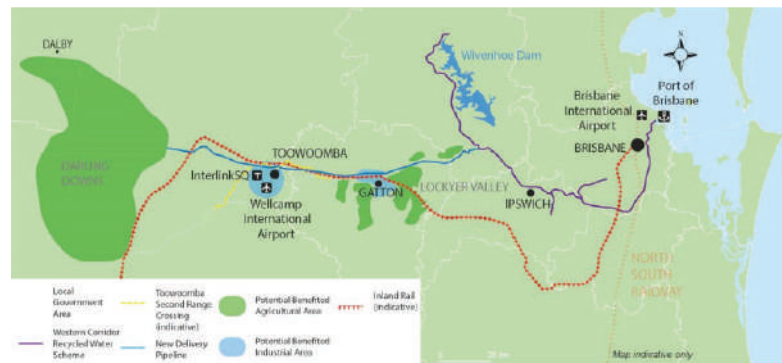 DALBY
Wivenhoe Dam
Brisbane
International
Airport
Port of
Brisbane
BRISBANE
TOOWOOMBA
InterlinkSQ
DARLING
DOWNS
Wellcamp
International
Airport
GATTON
LOCKYER VALLEY
IPSWICH
NORTH
SOUTH
RAILWAY
Local
Government
Area
Toowoomba
Second Range
Crossing
(indicative)
Potential Benefited
Agricultural Area
Inland Rail
(indicative)
Western Corridor
Recycled Water
Scheme
New Delivery
Pipeline
Potential Benefited
Industrial Area
Map indicative only